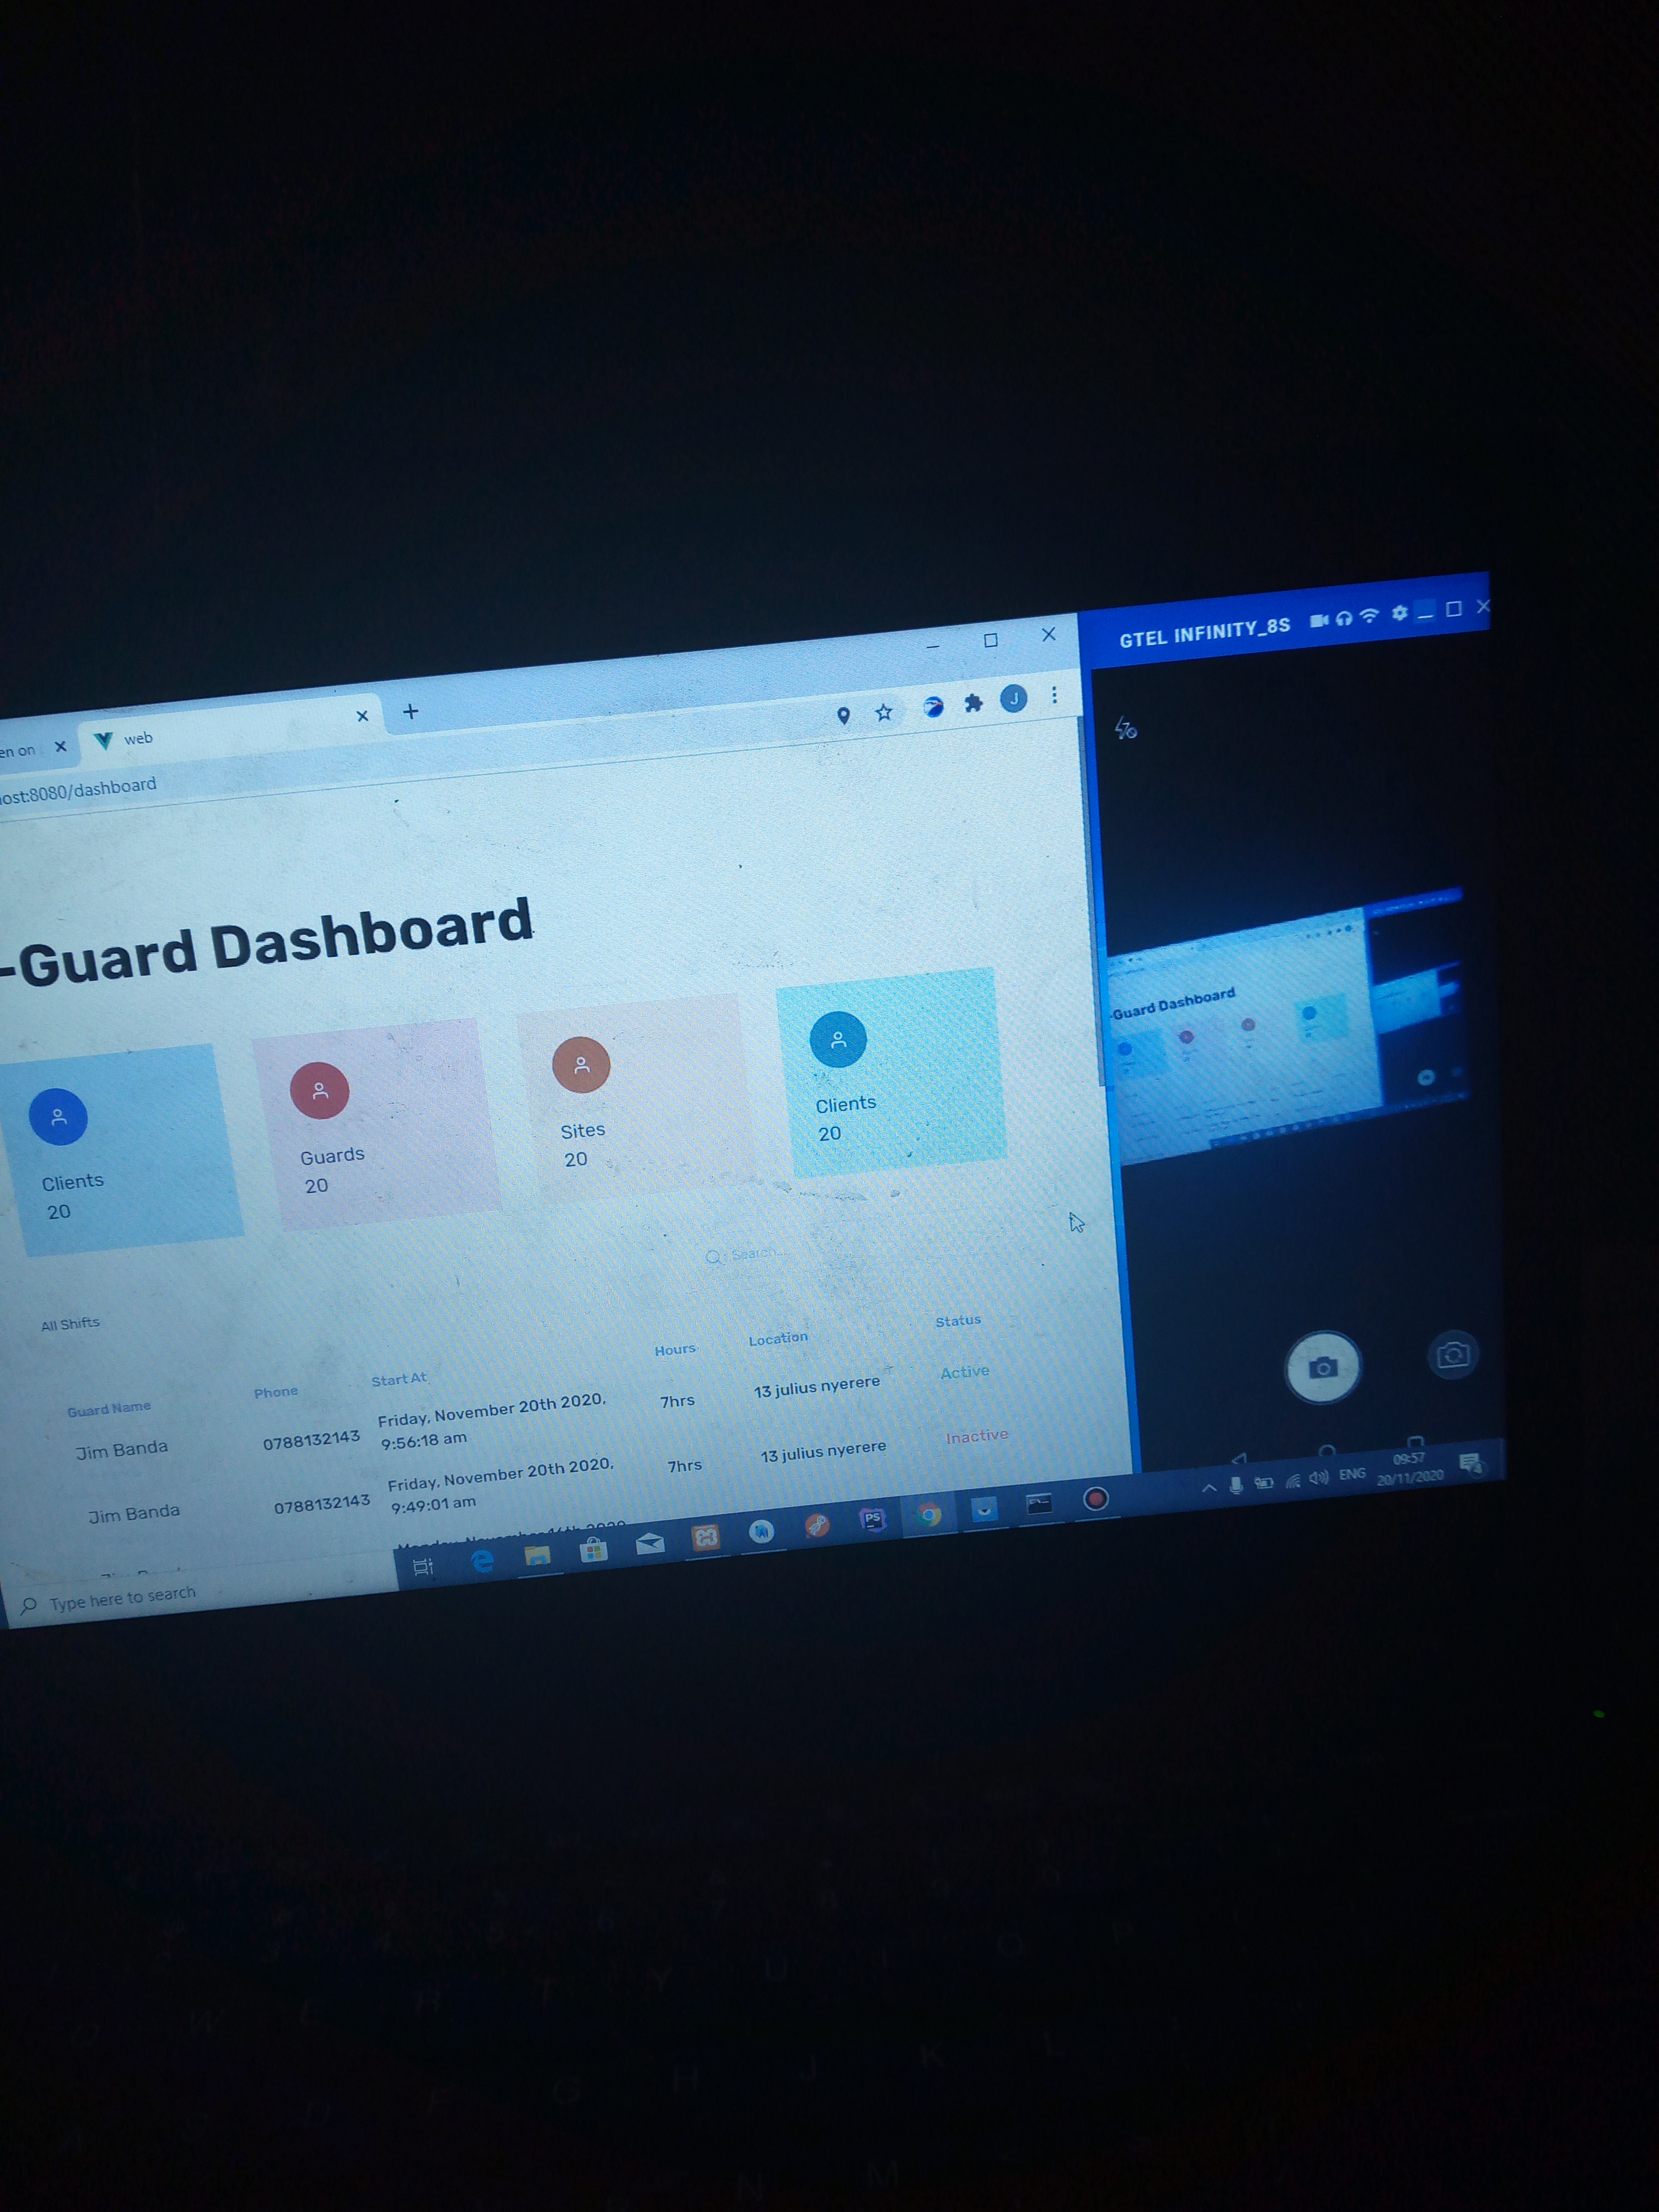 GTEL INFINITY_8S
en on
web
ost:8080/dashboard
-Guard Dashboard
Clients
20
Guards
20
Sites
20
Clients
20
Search...
All Shifts
Guard Name Phone Start At Hours Location Status
Jim Banda 0788132143 Friday, November 20th 2020, 9:56:18 am 7hrs 13 julius nyerere Active
Jim Banda 0788132143 Friday, November 20th 2020, 9:49:01 am 7hrs 13 julius nyerere Inactive
Type here to search
PS
ENG
09:57
20/11/2020
J
-Guard Dashboard
T Y U
G H J K L
N M